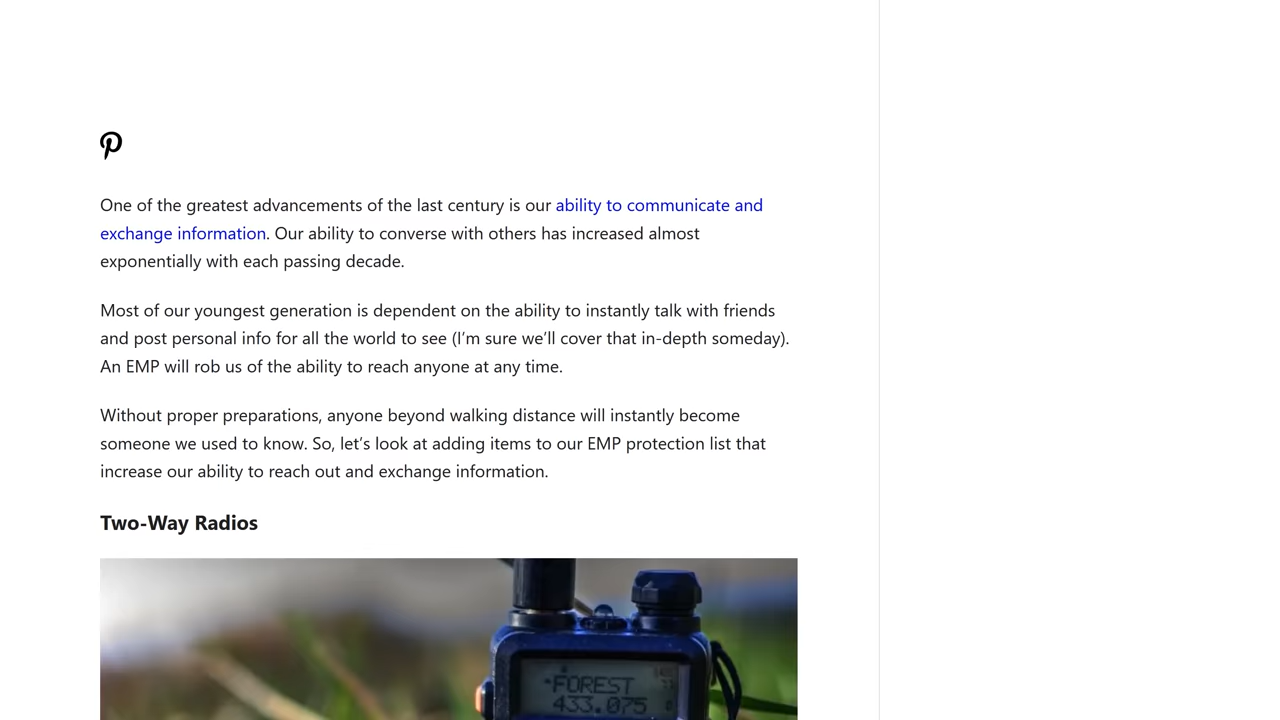 One of the greatest advancements of the last century is our ability to communicate and
exchange information. Our ability to converse with others has increased almost
exponentially with each passing decade.
Most of our youngest generation is dependent on the ability to instantly talk with friends
and post personal info for all the world to see (I’m sure we’ll cover that in-depth someday).
An EMP will rob us of the ability to reach anyone at any time.
Without proper preparations, anyone beyond walking distance will instantly become
someone we used to know. So, let’s look at adding items to our EMP protection list that
increase our ability to reach out and exchange information.
Two-Way Radios
FOREST
433.075